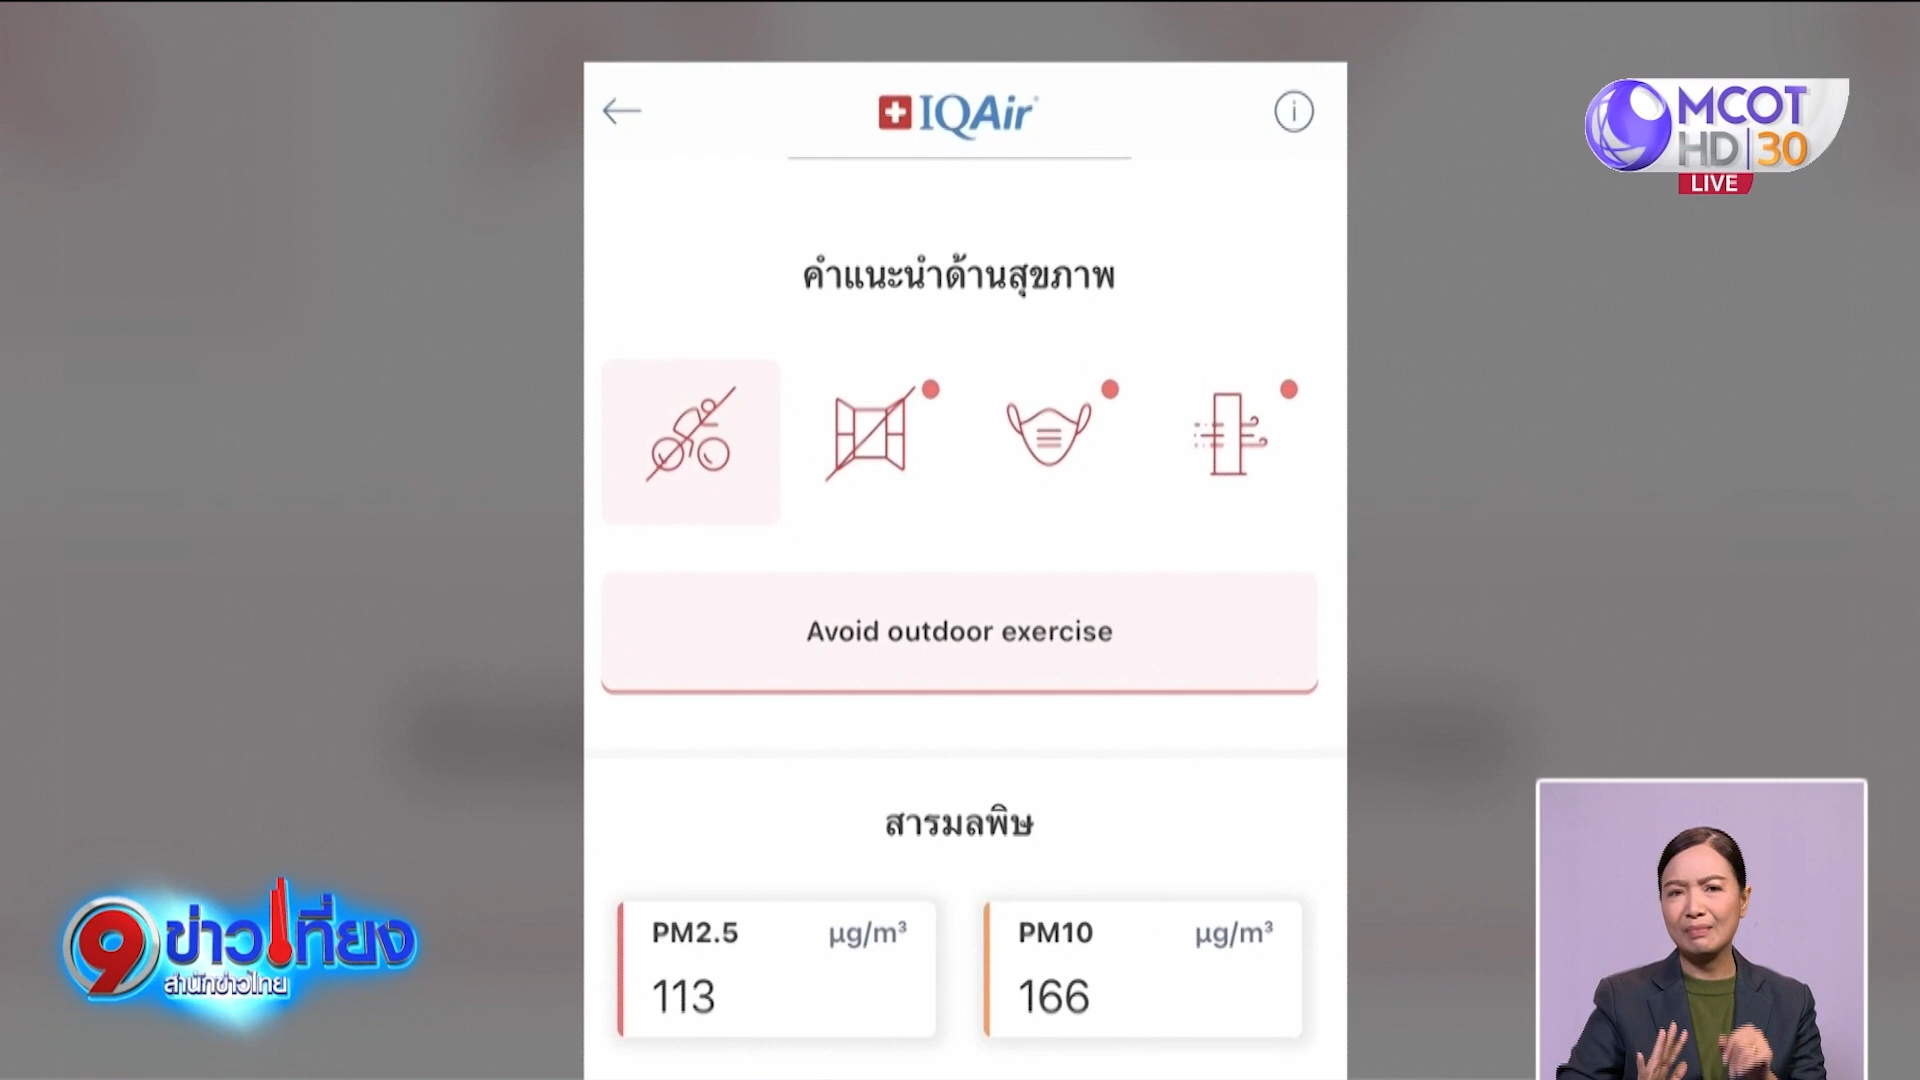 IQAir
MCOT
HD 30
LIVE
คำแนะนำด้านสุขภาพ
Avoid outdoor exercise
สารมลพิษ
PM2.5 µg/m³
113
PM10 µg/m³
166
9 ข่าวเที่ยง
สำนักข่าวไทย